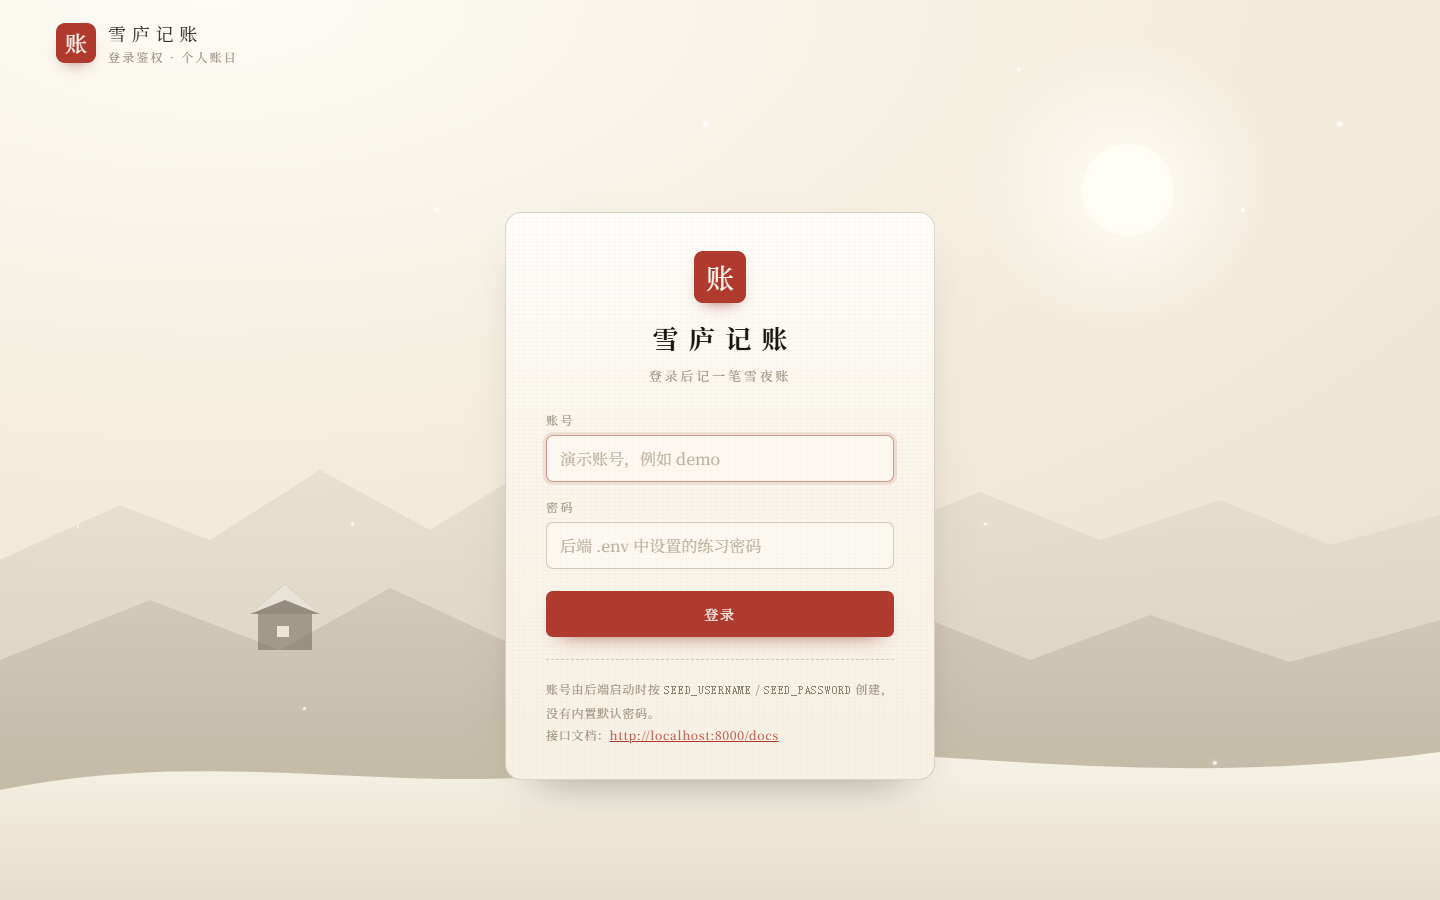 账
雪庐记账
登录鉴权 · 个人账目
账
雪庐记账
登录后记一笔雪夜账
账号
演示账号，例如 demo
密码
后端 .env 中设置的练习密码
登录
账号由后端启动时按 SEED_USERNAME / SEED_PASSWORD 创建，
没有内置默认密码。
接口文档：http://localhost:8000/docs